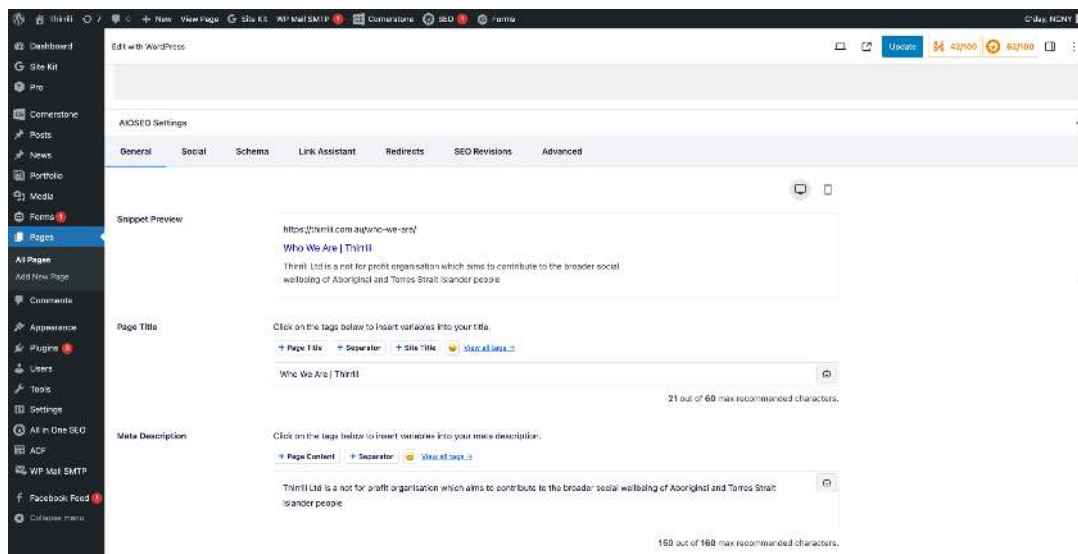 Thirrili 7 0 + New View Page Site Kit WP Mail SMTP 1 Cornerstone SEO Forms G'day, NCNY
Dashboard
Site Kit
Pro
Cornerstone
Posts
News
Portfolio
Media
Forms 1
Pages
All Pages
Add New Page
Comments
Appearance
Plugins
Users
Tools
Settings
All in One SEO
ACF
WP Mail SMTP
Facebook Feed
Collapse menu
Edit with WordPress Update 42/100 62/100
AIOSEO Settings
General Social Schema Link Assistant Redirects SEO Revisions Advanced
Snippet Preview
https://thirrili.com.au/who-we-are/
Who We Are | Thirrili
Thirrili Ltd is a not for profit organisation which aims to contribute to the broader social
wellbeing of Aboriginal and Torres Strait Islander people
Page Title
Click on the tags below to insert variables into your title.
+ Page Title + Separator + Site Title View all tags →
Who We Are | Thirrili
21 out of 60 max recommended characters.
Meta Description
Click on the tags below to insert variables into your meta description.
+ Page Content + Separator View all tags →
Thirrili Ltd is a not for profit organisation which aims to contribute to the broader social wellbeing of Aboriginal and Torres Strait
Islander people
150 out of 160 max recommended characters.